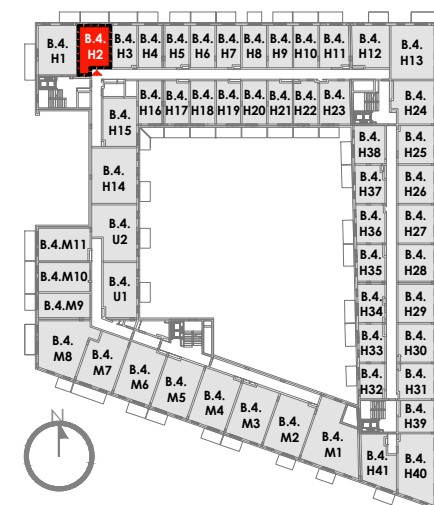 B.4. B.4. B.4. B.4. B.4. B.4. B.4. B.4. B.4. B.4. B.4. B.4. B.4.
H1 H2 H3 H4 H5 H6 H7 H8 H9 H10 H11 H12 H13
B.4. B.4. B.4. B.4. B.4. B.4. B.4. B.4. B.4.
H16 H17 H18 H19 H20 H21 H22 H23 H24
B.4.
H15
B.4. B.4.
H38 H25
B.4.
H14
B.4. B.4.
H37 H26
B.4.
U2
B.4. B.4.
H36 H27
B.4.M11
B.4. B.4.
H35 H28
B.4.M10
B.4.
U1
B.4. B.4.
H34 H29
B.4.M9
B.4. B.4.
H33 H30
B.4. B.4. B.4. B.4. B.4. B.4. B.4. B.4.
M8 M7 M6 M5 M4 M3 M2 M1
B.4. B.4.
H32 H31
B.4.
H39
B.4. B.4.
H41 H40
N